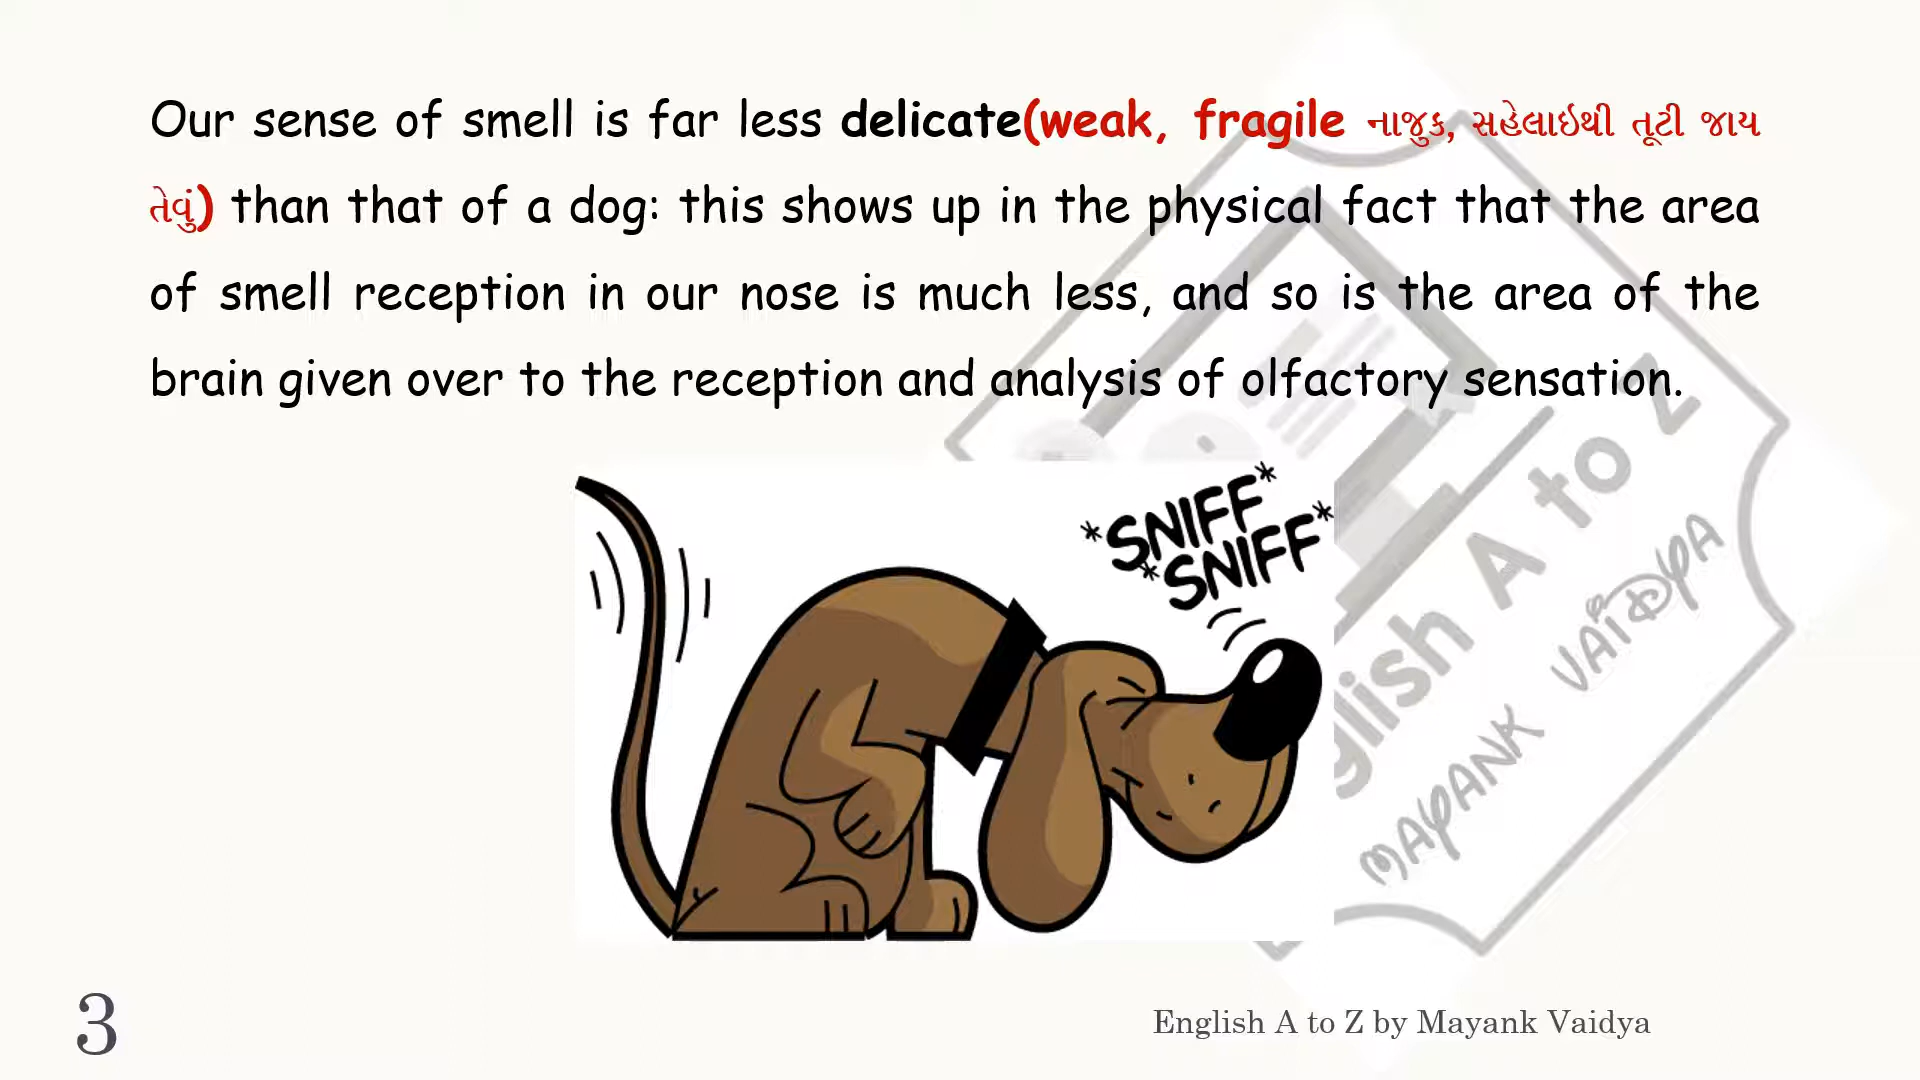 Our sense of smell is far less delicate(weak, fragile નાજુક, સહેલાઇથી તૂટી જાય
તેવું) than that of a dog: this shows up in the physical fact that the area
of smell reception in our nose is much less, and so is the area of the
brain given over to the reception and analysis of olfactory sensation.
*SNIFF*
*SNIFF*
glish A to Z
MAYANK VAIDYA
3
English A to Z by Mayank Vaidya